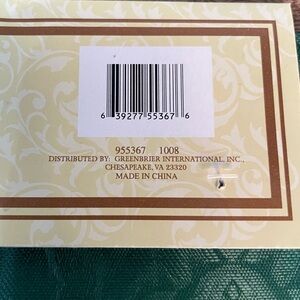 6 39277 55367 6
955367 1008
DISTRIBUTED BY: GREENBRIER INTERNATIONAL, INC.,
CHESAPEAKE, VA 23320
MADE IN CHINA